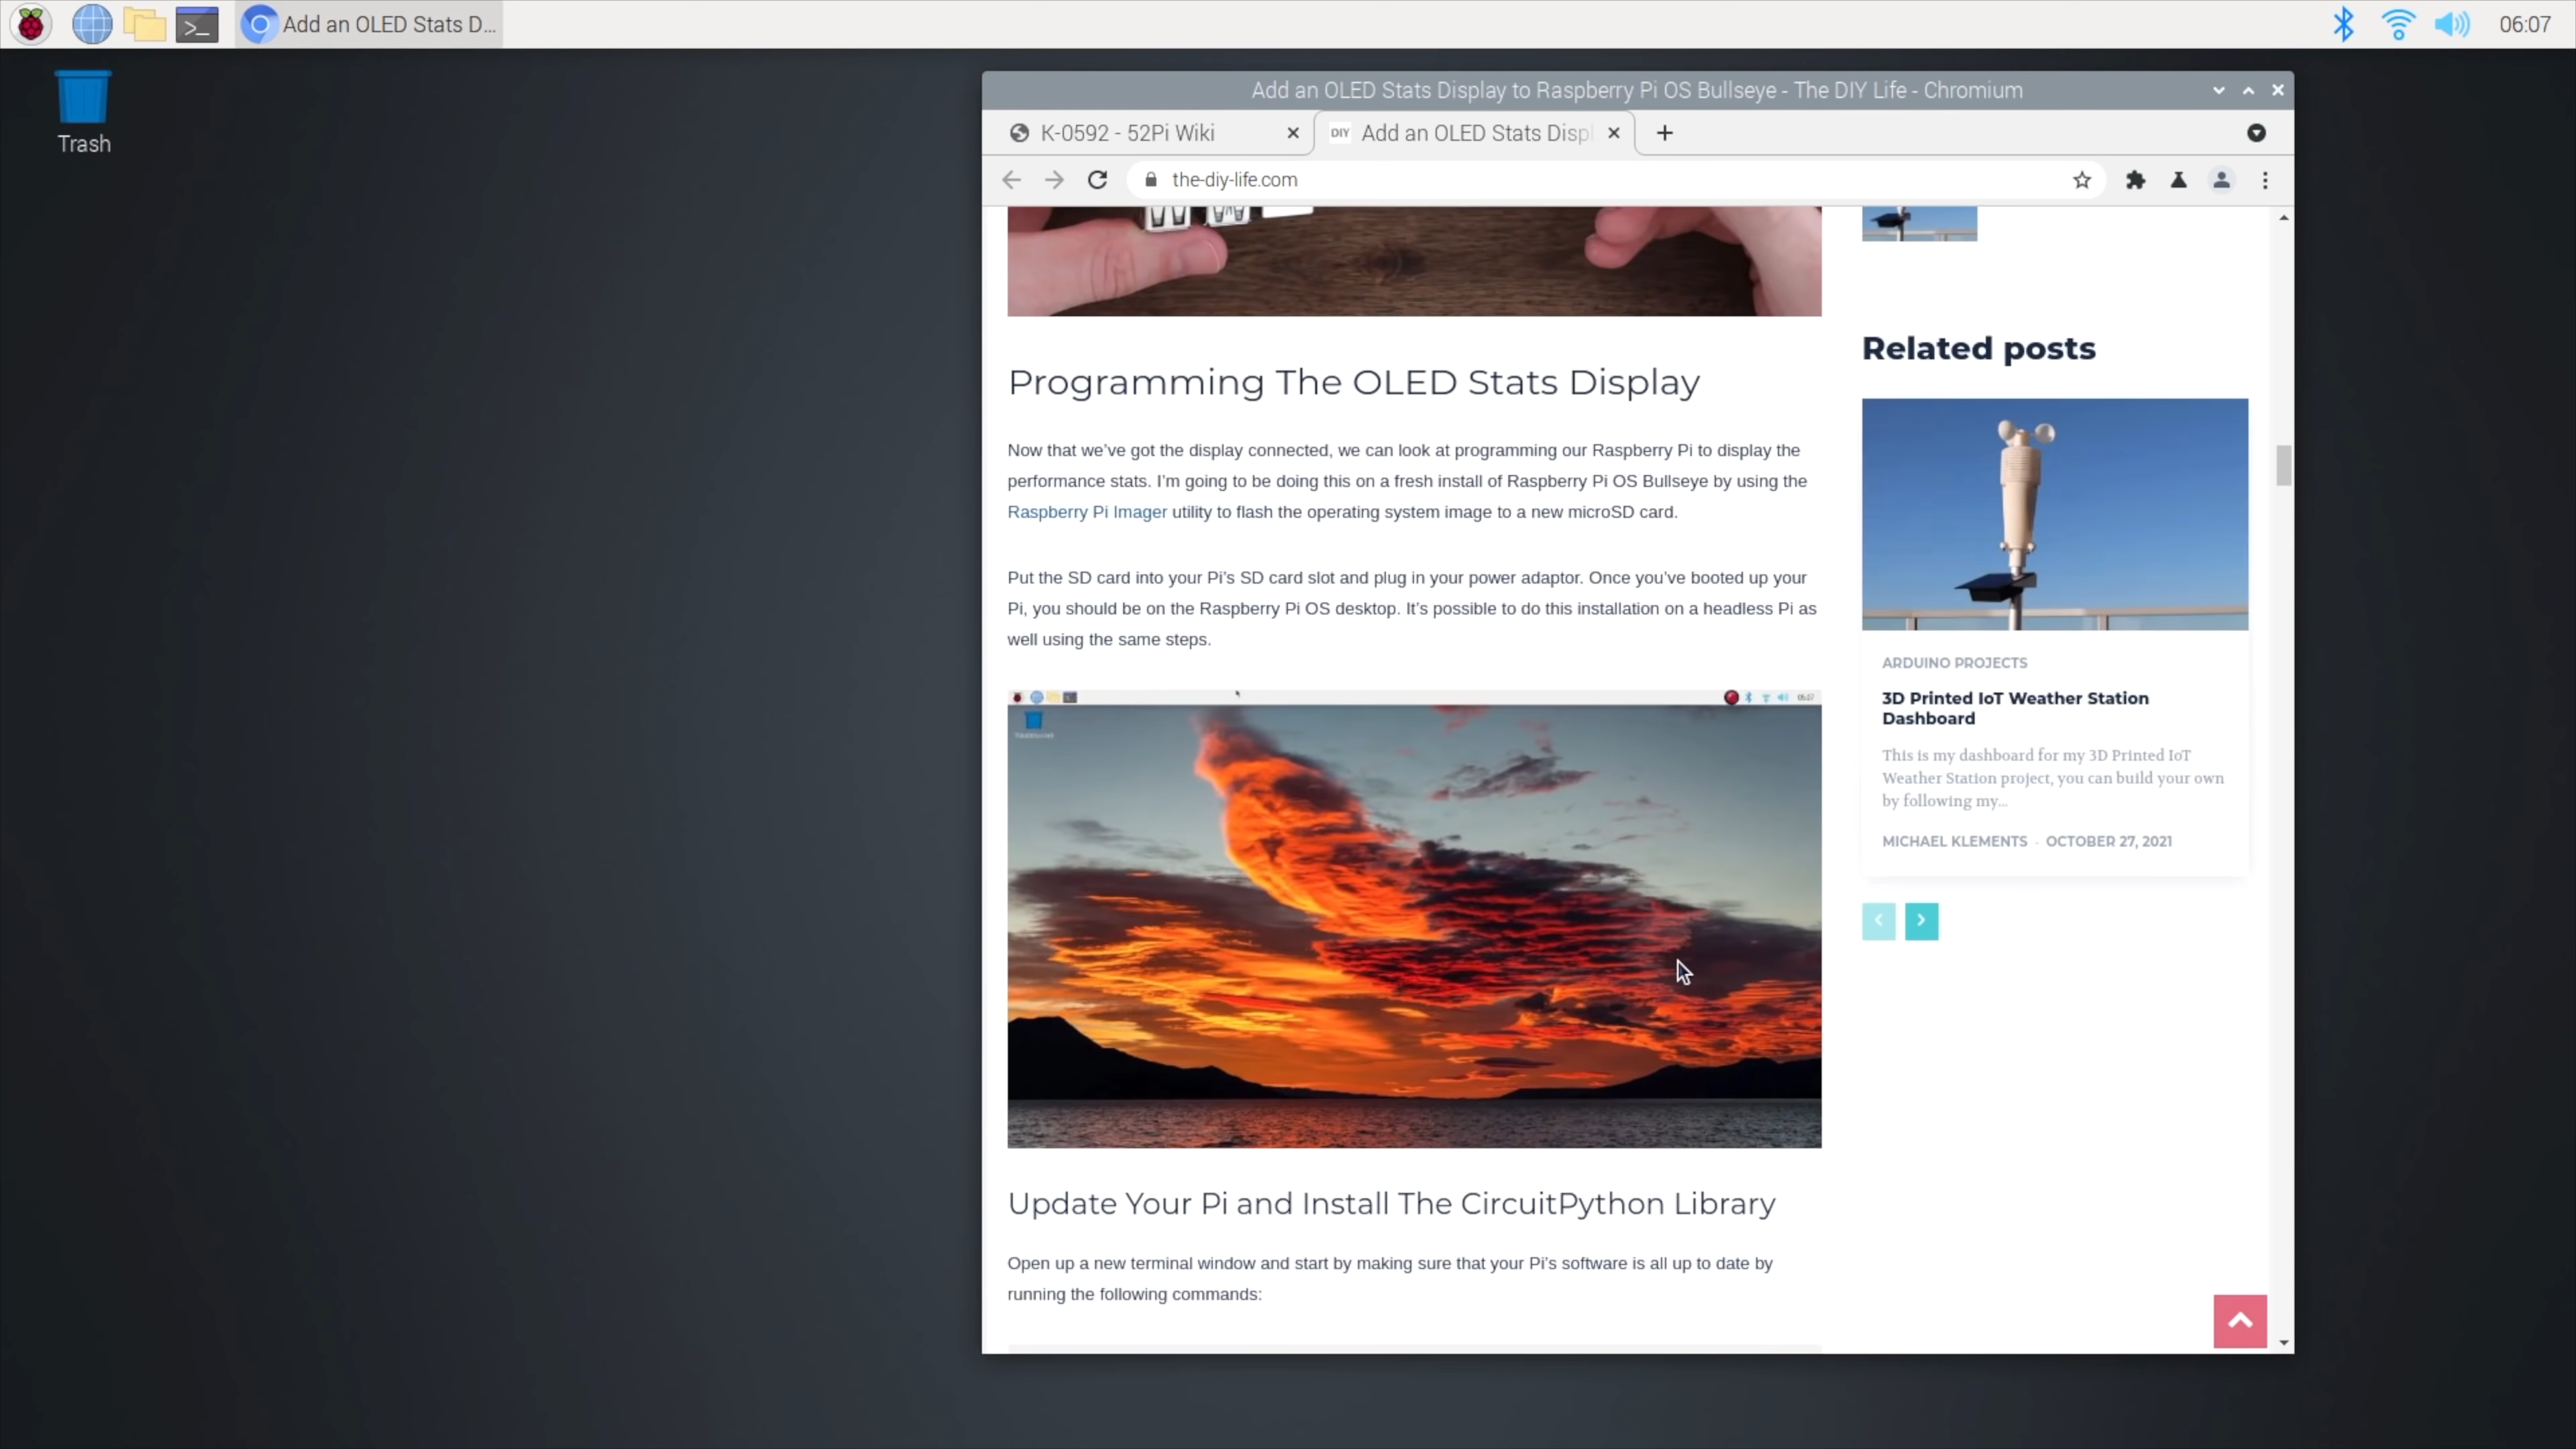 Add an OLED Stats D...
06:07
Trash
Add an OLED Stats Display to Raspberry Pi OS Bullseye - The DIY Life - Chromium
K-0592 - 52Pi Wiki
DIY Add an OLED Stats Displ
the-diy-life.com
Programming The OLED Stats Display
Now that we've got the display connected, we can look at programming our Raspberry Pi to display the
performance stats. I'm going to be doing this on a fresh install of Raspberry Pi OS Bullseye by using the
Raspberry Pi Imager utility to flash the operating system image to a new microSD card.
Put the SD card into your Pi's SD card slot and plug in your power adaptor. Once you've booted up your
Pi, you should be on the Raspberry Pi OS desktop. It's possible to do this installation on a headless Pi as
well using the same steps.
Update Your Pi and Install The CircuitPython Library
Open up a new terminal window and start by making sure that your Pi's software is all up to date by
running the following commands:
Related posts
ARDUINO PROJECTS
3D Printed IoT Weather Station
Dashboard
This is my dashboard for my 3D Printed IoT
Weather Station project, you can build your own
by following my...
MICHAEL KLEMENTS - OCTOBER 27, 2021